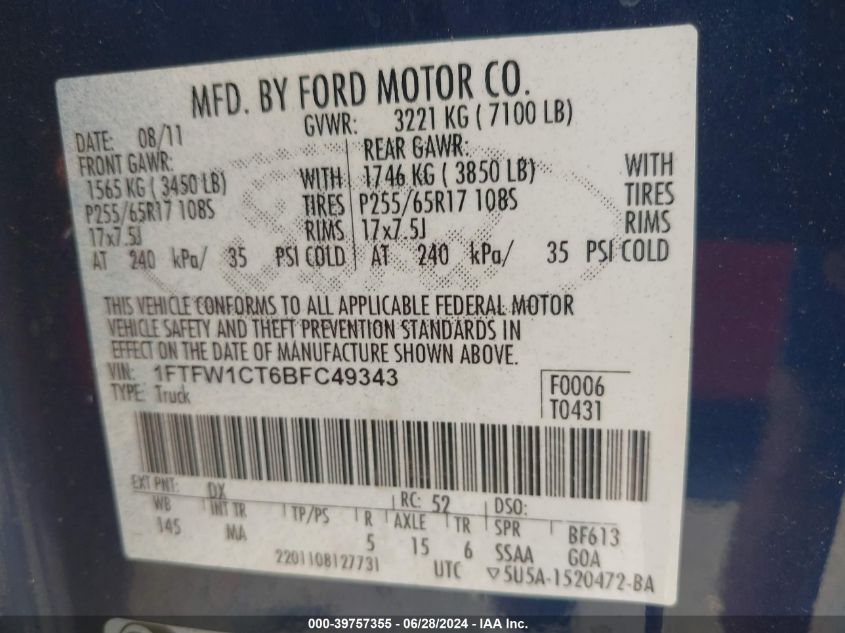 MFD. BY FORD MOTOR CO.
DATE: 08/11 GVWR: 3221 KG ( 7100 LB)
FRONT GAWR: REAR GAWR:
1565 KG ( 3450 LB) WITH 1746 KG ( 3850 LB) WITH
P255/65R17 108S TIRES P255/65R17 108S TIRES
17x7.5J RIMS 17x7.5J RIMS
AT 240 kPa/ 35 PSI COLD AT 240 kPa/ 35 PSI COLD
THIS VEHICLE CONFORMS TO ALL APPLICABLE FEDERAL MOTOR
VEHICLE SAFETY AND THEFT PREVENTION STANDARDS IN
EFFECT ON THE DATE OF MANUFACTURE SHOWN ABOVE.
VIN: 1FTFW1CT6BFC49343 F0006
TYPE: Truck T0431
EXT PNT: DX RC: 52 DSO:
WB INT TR TP/PS R AXLE TR SPR BF613
145 MA 5 15 6 SSAA GOA
2201108127731 UTC ▽5U5A-1520472-BA
000-39757355 - 06/28/2024 - IAA Inc.